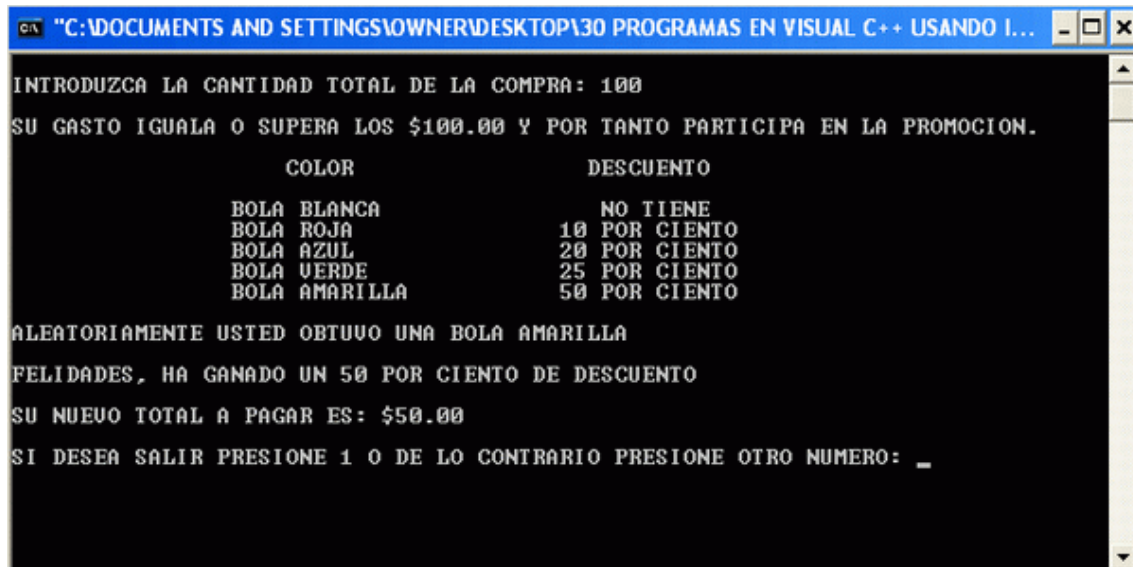 "C:\DOCUMENTS AND SETTINGS\OWNER\DESKTOP\30 PROGRAMAS EN VISUAL C++ USANDO I...
INTRODUZCA LA CANTIDAD TOTAL DE LA COMPRA: 100
SU GASTO IGUALA O SUPERA LOS $100.00 Y POR TANTO PARTICIPA EN LA PROMOCION.
COLOR DESCUENTO
BOLA BLANCA NO TIENE
BOLA ROJA 10 POR CIENTO
BOLA AZUL 20 POR CIENTO
BOLA VERDE 25 POR CIENTO
BOLA AMARILLA 50 POR CIENTO
ALEATORIAMENTE USTED OBTUVO UNA BOLA AMARILLA
FELIDADES, HA GANADO UN 50 POR CIENTO DE DESCUENTO
SU NUEVO TOTAL A PAGAR ES: $50.00
SI DESEA SALIR PRESIONE 1 O DE LO CONTRARIO PRESIONE OTRO NUMERO: _